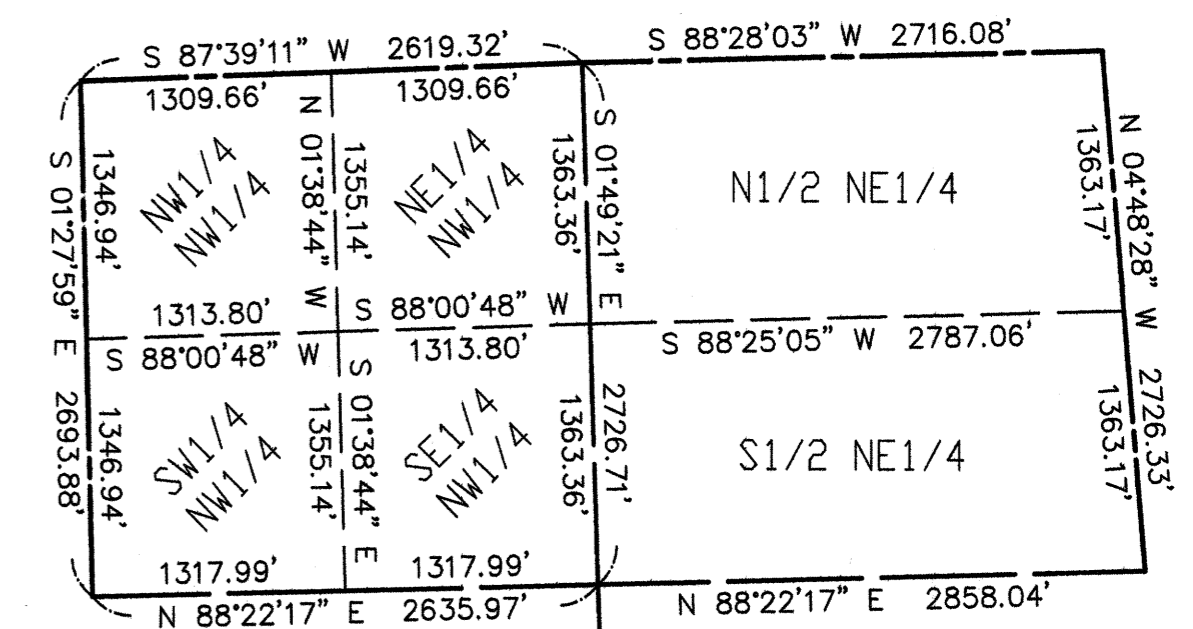 S 87°39'11" W 2619.32'
S 88°28'03" W 2716.08'
1309.66'
1309.66'
S 01°27'59" E 2693.88'
1346.94'
NW1/4
NW1/4
N 01°38'44" W
1355.14'
NE1/4
NW1/4
1363.36'
S 01°49'21" E 2726.71'
N1/2 NE1/4
1363.17'
N 04°48'28" W 2726.33'
1313.80'
S 88°00'48" W
S 88°00'48" W
1313.80'
S 88°25'05" W 2787.06'
1346.94'
SW1/4
NW1/4
1355.14'
S 01°38'44" E
SE1/4
NW1/4
1363.36'
S1/2 NE1/4
1363.17'
1317.99'
1317.99'
N 88°22'17" E 2635.97'
N 88°22'17" E 2858.04'